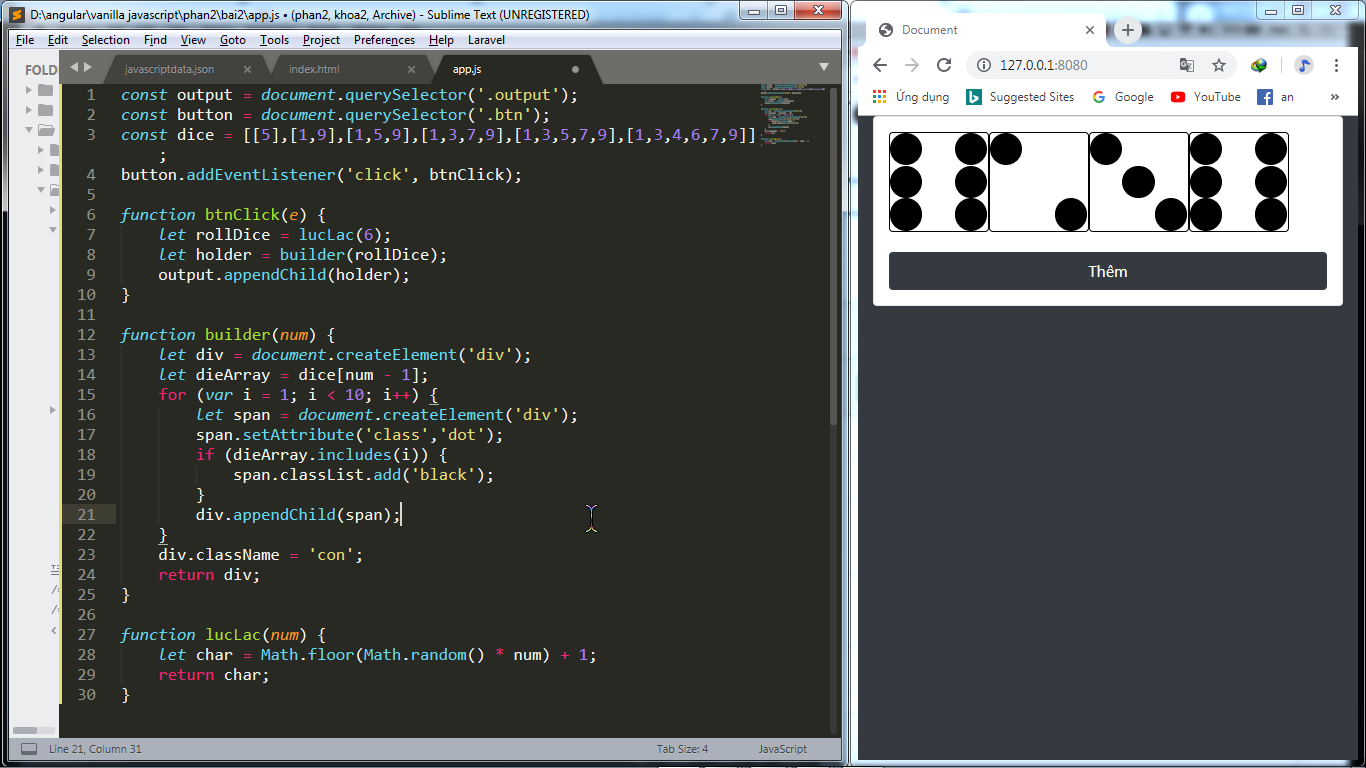 D:\angular\vanilla javascript\phan2\bai2\app.js • (phan2, khoa2, Archive) - Sublime Text (UNREGISTERED)
File Edit Selection Find View Goto Tools Project Preferences Help Laravel
FOLD
javascriptdata.json × index.html × app.js
1 const output = document.querySelector('.output');
2 const button = document.querySelector('.btn');
3 const dice = [[5],[1,9],[1,5,9],[1,3,7,9],[1,3,5,7,9],[1,3,4,6,7,9]]
;
4 button.addEventListener('click', btnClick);
5
6 function btnClick(e) {
7 let rollDice = lucLac(6);
8 let holder = builder(rollDice);
9 output.appendChild(holder);
10 }
11
12 function builder(num) {
13 let div = document.createElement('div');
14 let dieArray = dice[num - 1];
15 for (var i = 1; i < 10; i++) {
16 let span = document.createElement('div');
17 span.setAttribute('class','dot');
18 if (dieArray.includes(i)) {
19 span.classList.add('black');
20 }
21 div.appendChild(span);
22 }
23 div.className = 'con';
24 return div;
25 }
26
27 function lucLac(num) {
28 let char = Math.floor(Math.random() * num) + 1;
29 return char;
30 }
Line 21, Column 31 Tab Size: 4 JavaScript
Document
127.0.0.1:8080
Ứng dụng Suggested Sites Google YouTube an »
Thêm